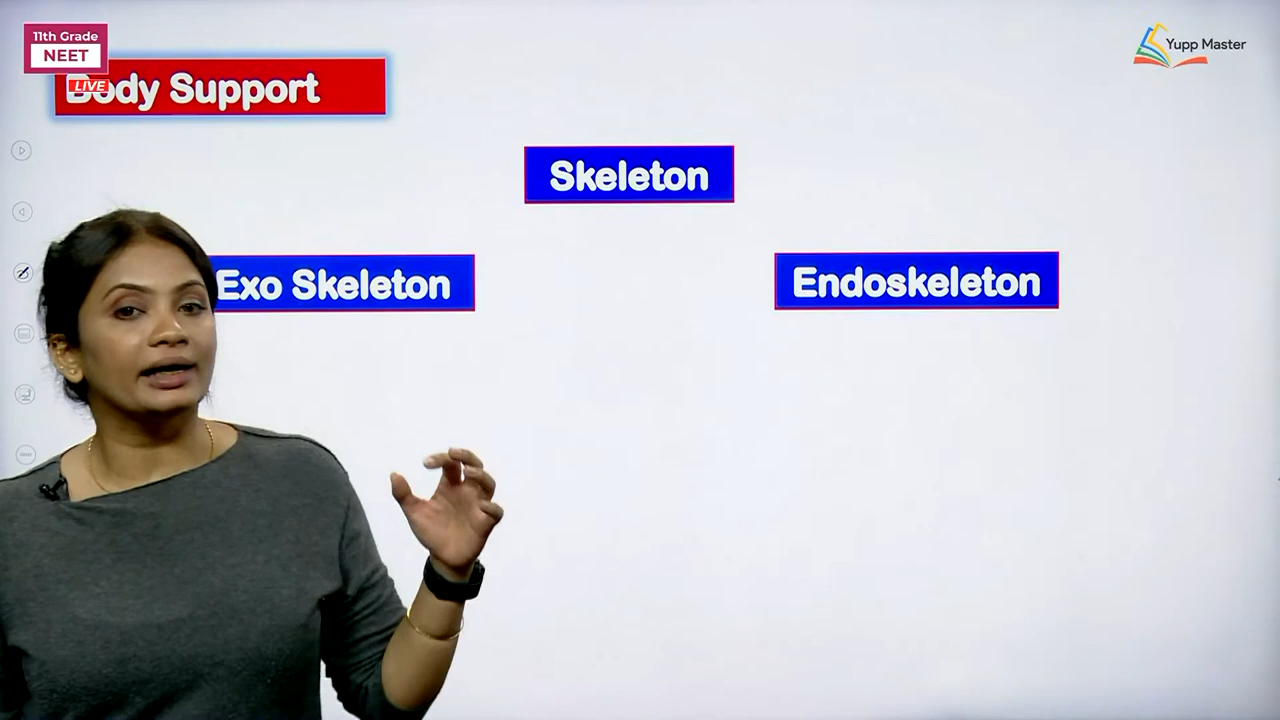 11th Grade
NEET
LIVE
Body Support
Yupp Master
Skeleton
Exo Skeleton
Endoskeleton